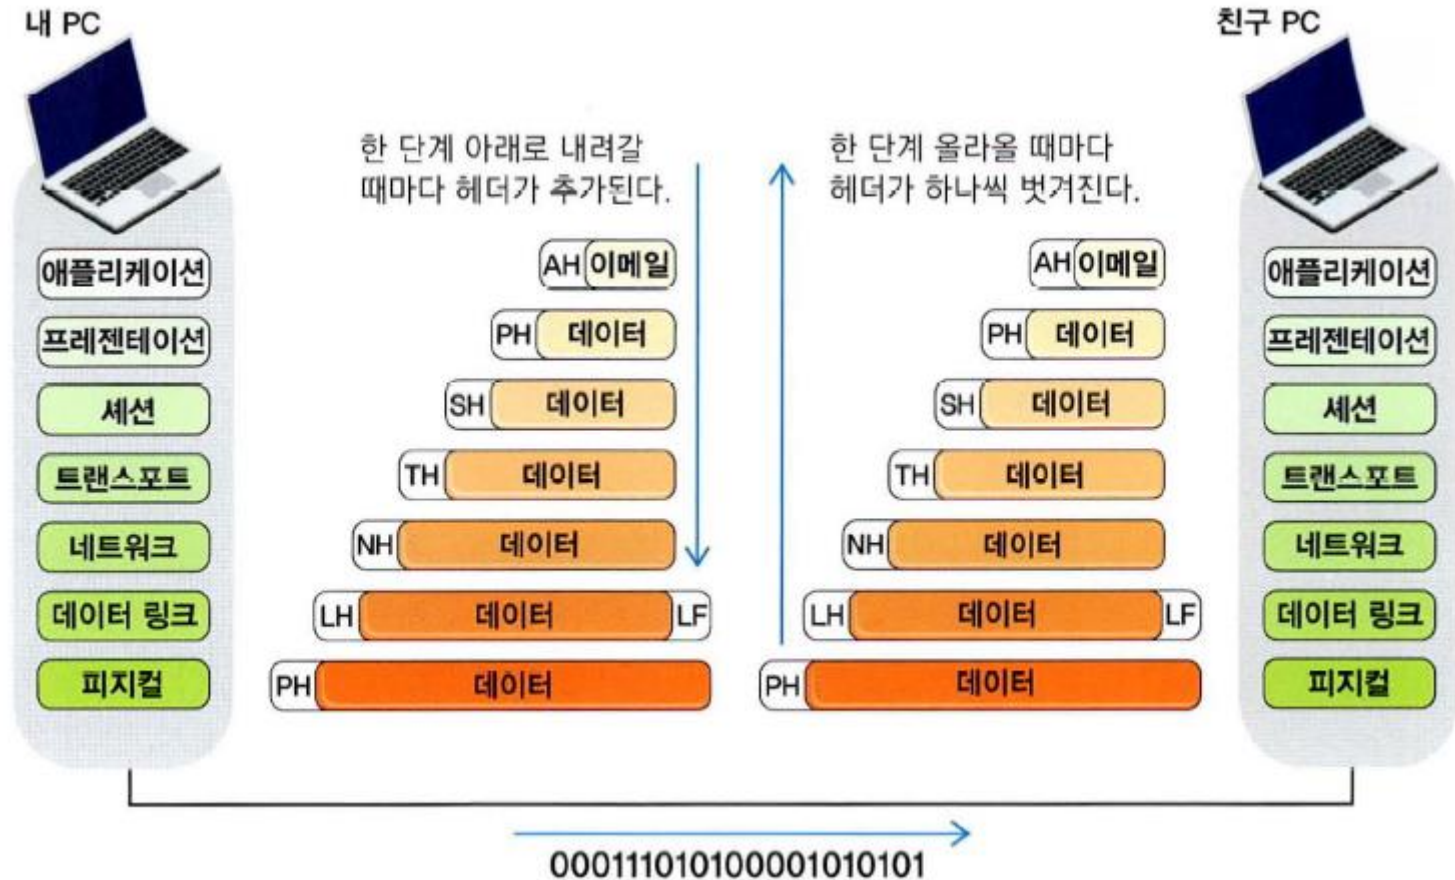 내 PC
친구 PC
한 단계 아래로 내려갈
때마다 헤더가 추가된다.
한 단계 올라올 때마다
헤더가 하나씩 벗겨진다.
애플리케이션
AH 이메일
AH 이메일
애플리케이션
프레젠테이션
PH 데이터
PH 데이터
프레젠테이션
세션
SH 데이터
SH 데이터
세션
트랜스포트
TH 데이터
TH 데이터
트랜스포트
네트워크
NH 데이터
NH 데이터
네트워크
데이터 링크
LH 데이터 LF
LH 데이터 LF
데이터 링크
피지컬
PH 데이터
PH 데이터
피지컬
000111010100001010101